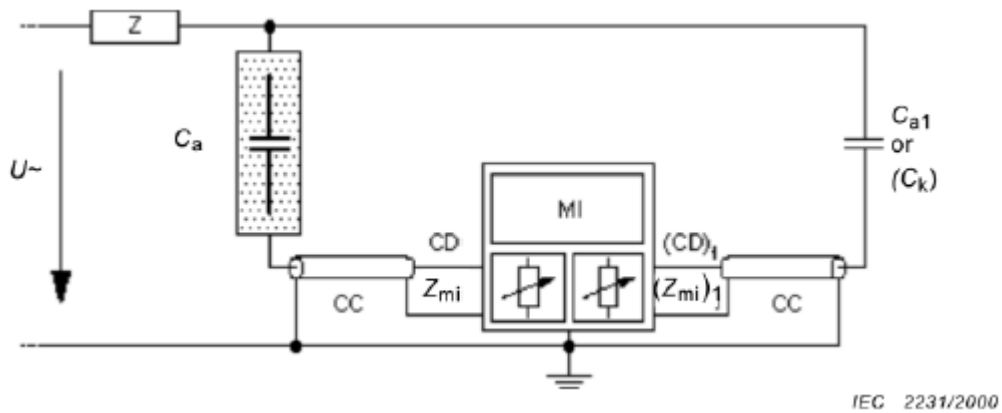 Z
Ca
Ca1
or
(Ck)
U~
MI
CD
(CD)1
Zmi
(Zmi)1
CC
CC
IEC 2231/2000